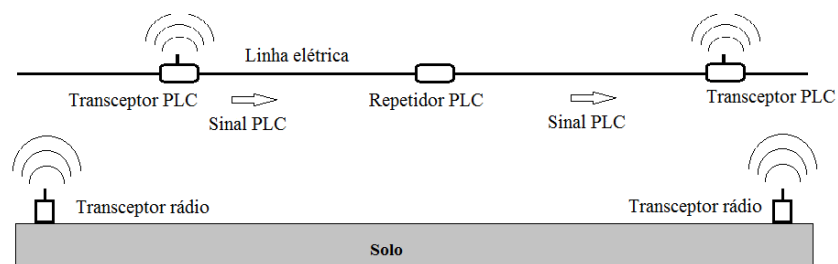 Linha elétrica
Transceptor PLC
Repetidor PLC
Transceptor PLC
Sinal PLC
Sinal PLC
Transceptor rádio
Transceptor rádio
Solo